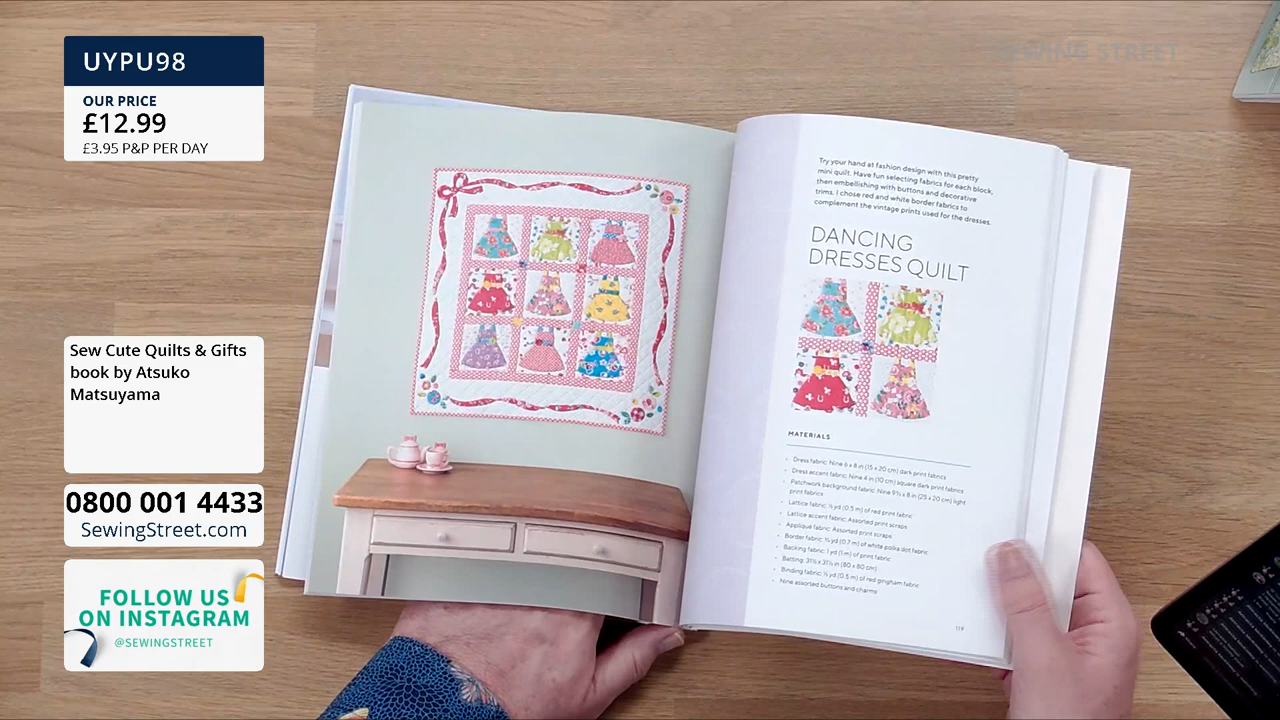 UYPU98
OUR PRICE
£12.99
£3.95 P&P PER DAY
Sew Cute Quilts & Gifts
book by Atsuko
Matsuyama
0800 001 4433
SewingStreet.com
FOLLOW US
ON INSTAGRAM
@SEWINGSTREET
SEWING STREET
Try your hand at fashion design with this pretty
mini quilt. Have fun selecting fabrics for each block,
then embellishing with buttons and decorative
trims. I chose red and white border fabrics to
complement the vintage prints used for the dresses.
DANCING
DRESSES QUILT
MATERIALS
• Dress fabric: Nine 6 x 8 in (15 x 20 cm) dark print fabrics
• Dress accent fabric: Nine 4 in (10 cm) square dark print fabrics
• Patchwork background fabric: Nine 9¾ x 8 in (25 x 20 cm) light
print fabrics
• Lattice fabric: ½ yd (0.5 m) of red print fabric
• Lattice accent fabric: Assorted print scraps
• Appliqué fabric: Assorted print scraps
• Border fabric: ¾ yd (0.7 m) of white polka dot fabric
• Backing fabric: 1 yd (1 m) of print fabric
• Batting: 31½ x 31½ in (80 x 80 cm)
• Binding fabric: ½ yd (0.5 m) of red gingham fabric
• Nine assorted buttons and charms
119